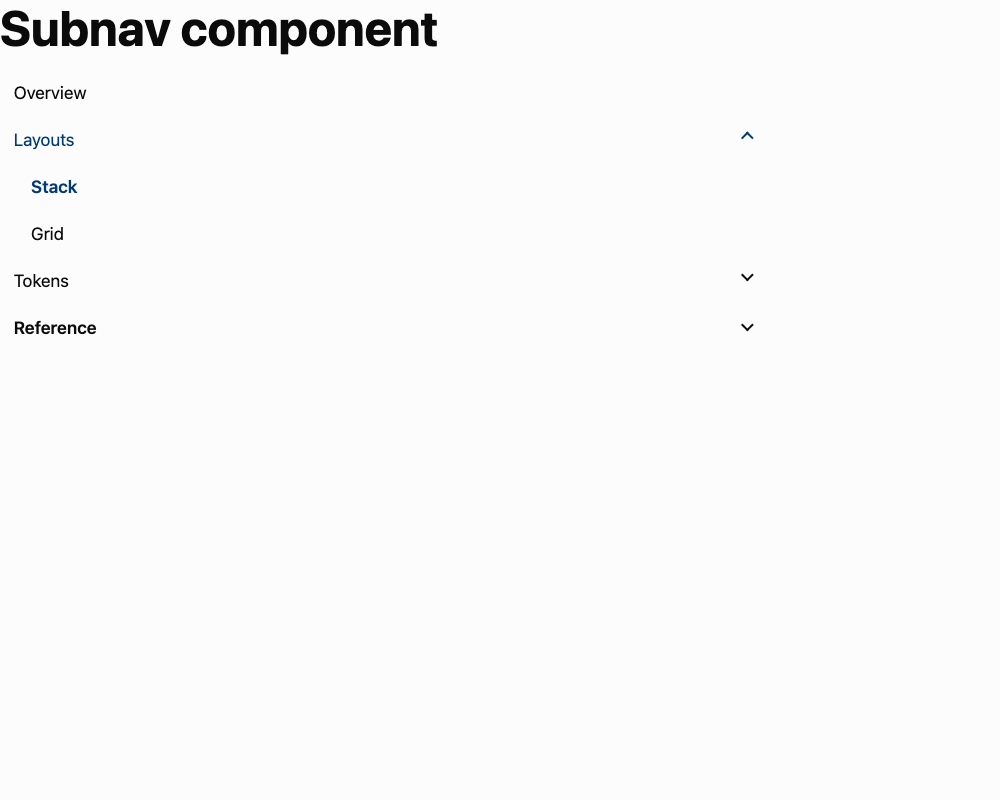 Subnav component
Overview
Layouts
Stack
Grid
Tokens
Reference